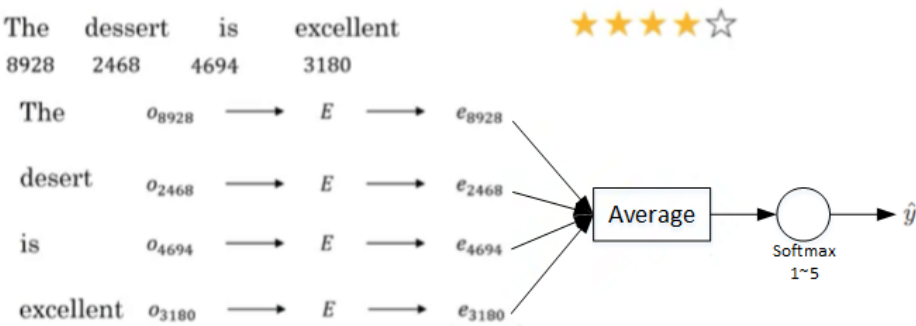 The dessert is excellent
8928 2468 4694 3180
The o₈₉₂₈ E e₈₉₂₈
desert o₂₄₆₈ E e₂₄₆₈
Average ŷ
is o₄₆₉₄ E e₄₆₉₄
Softmax
1~5
excellent o₃₁₈₀ E e₃₁₈₀